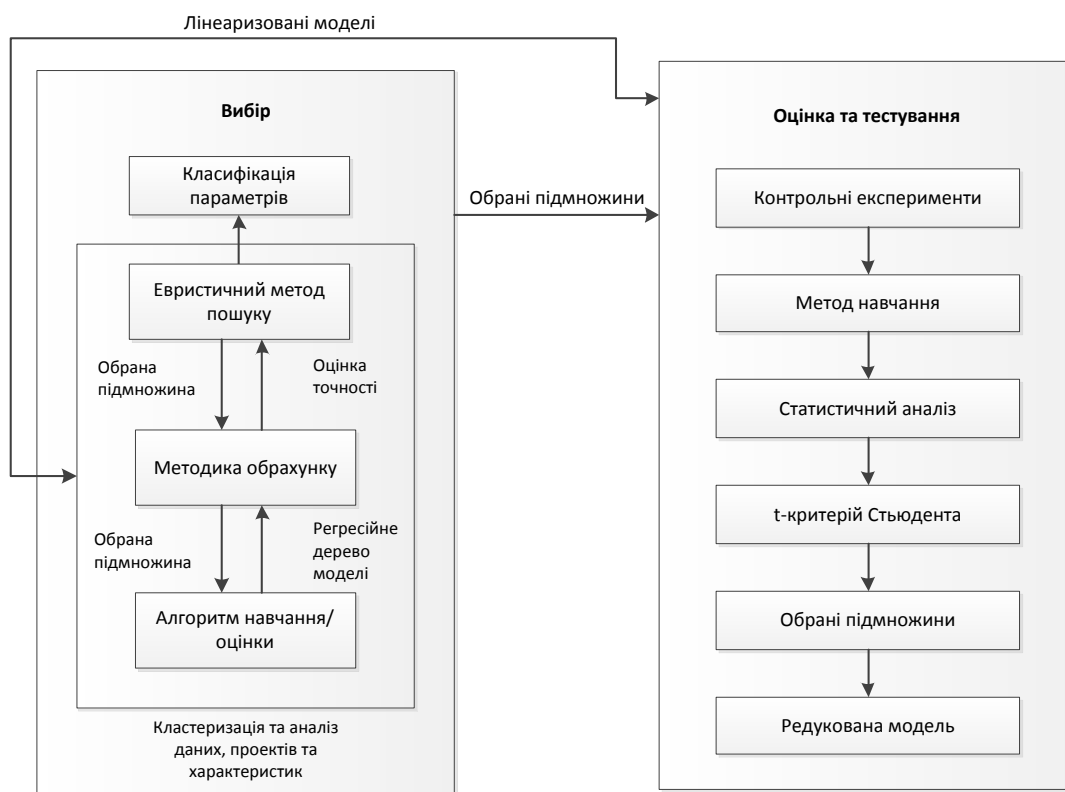 Лінеаризовані моделі
Вибір
Класифікація
параметрів
Евристичний метод
пошуку
Обрана
підмножина
Оцінка
точності
Методика обрахунку
Обрана
підмножина
Регресійне
дерево
моделі
Алгоритм навчання/
оцінки
Кластеризація та аналіз
даних, проектів та
характеристик
Обрані підмножини
Оцінка та тестування
Контрольні експерименти
Метод навчання
Статистичний аналіз
t-критерій Стьюдента
Обрані підмножини
Редукована модель